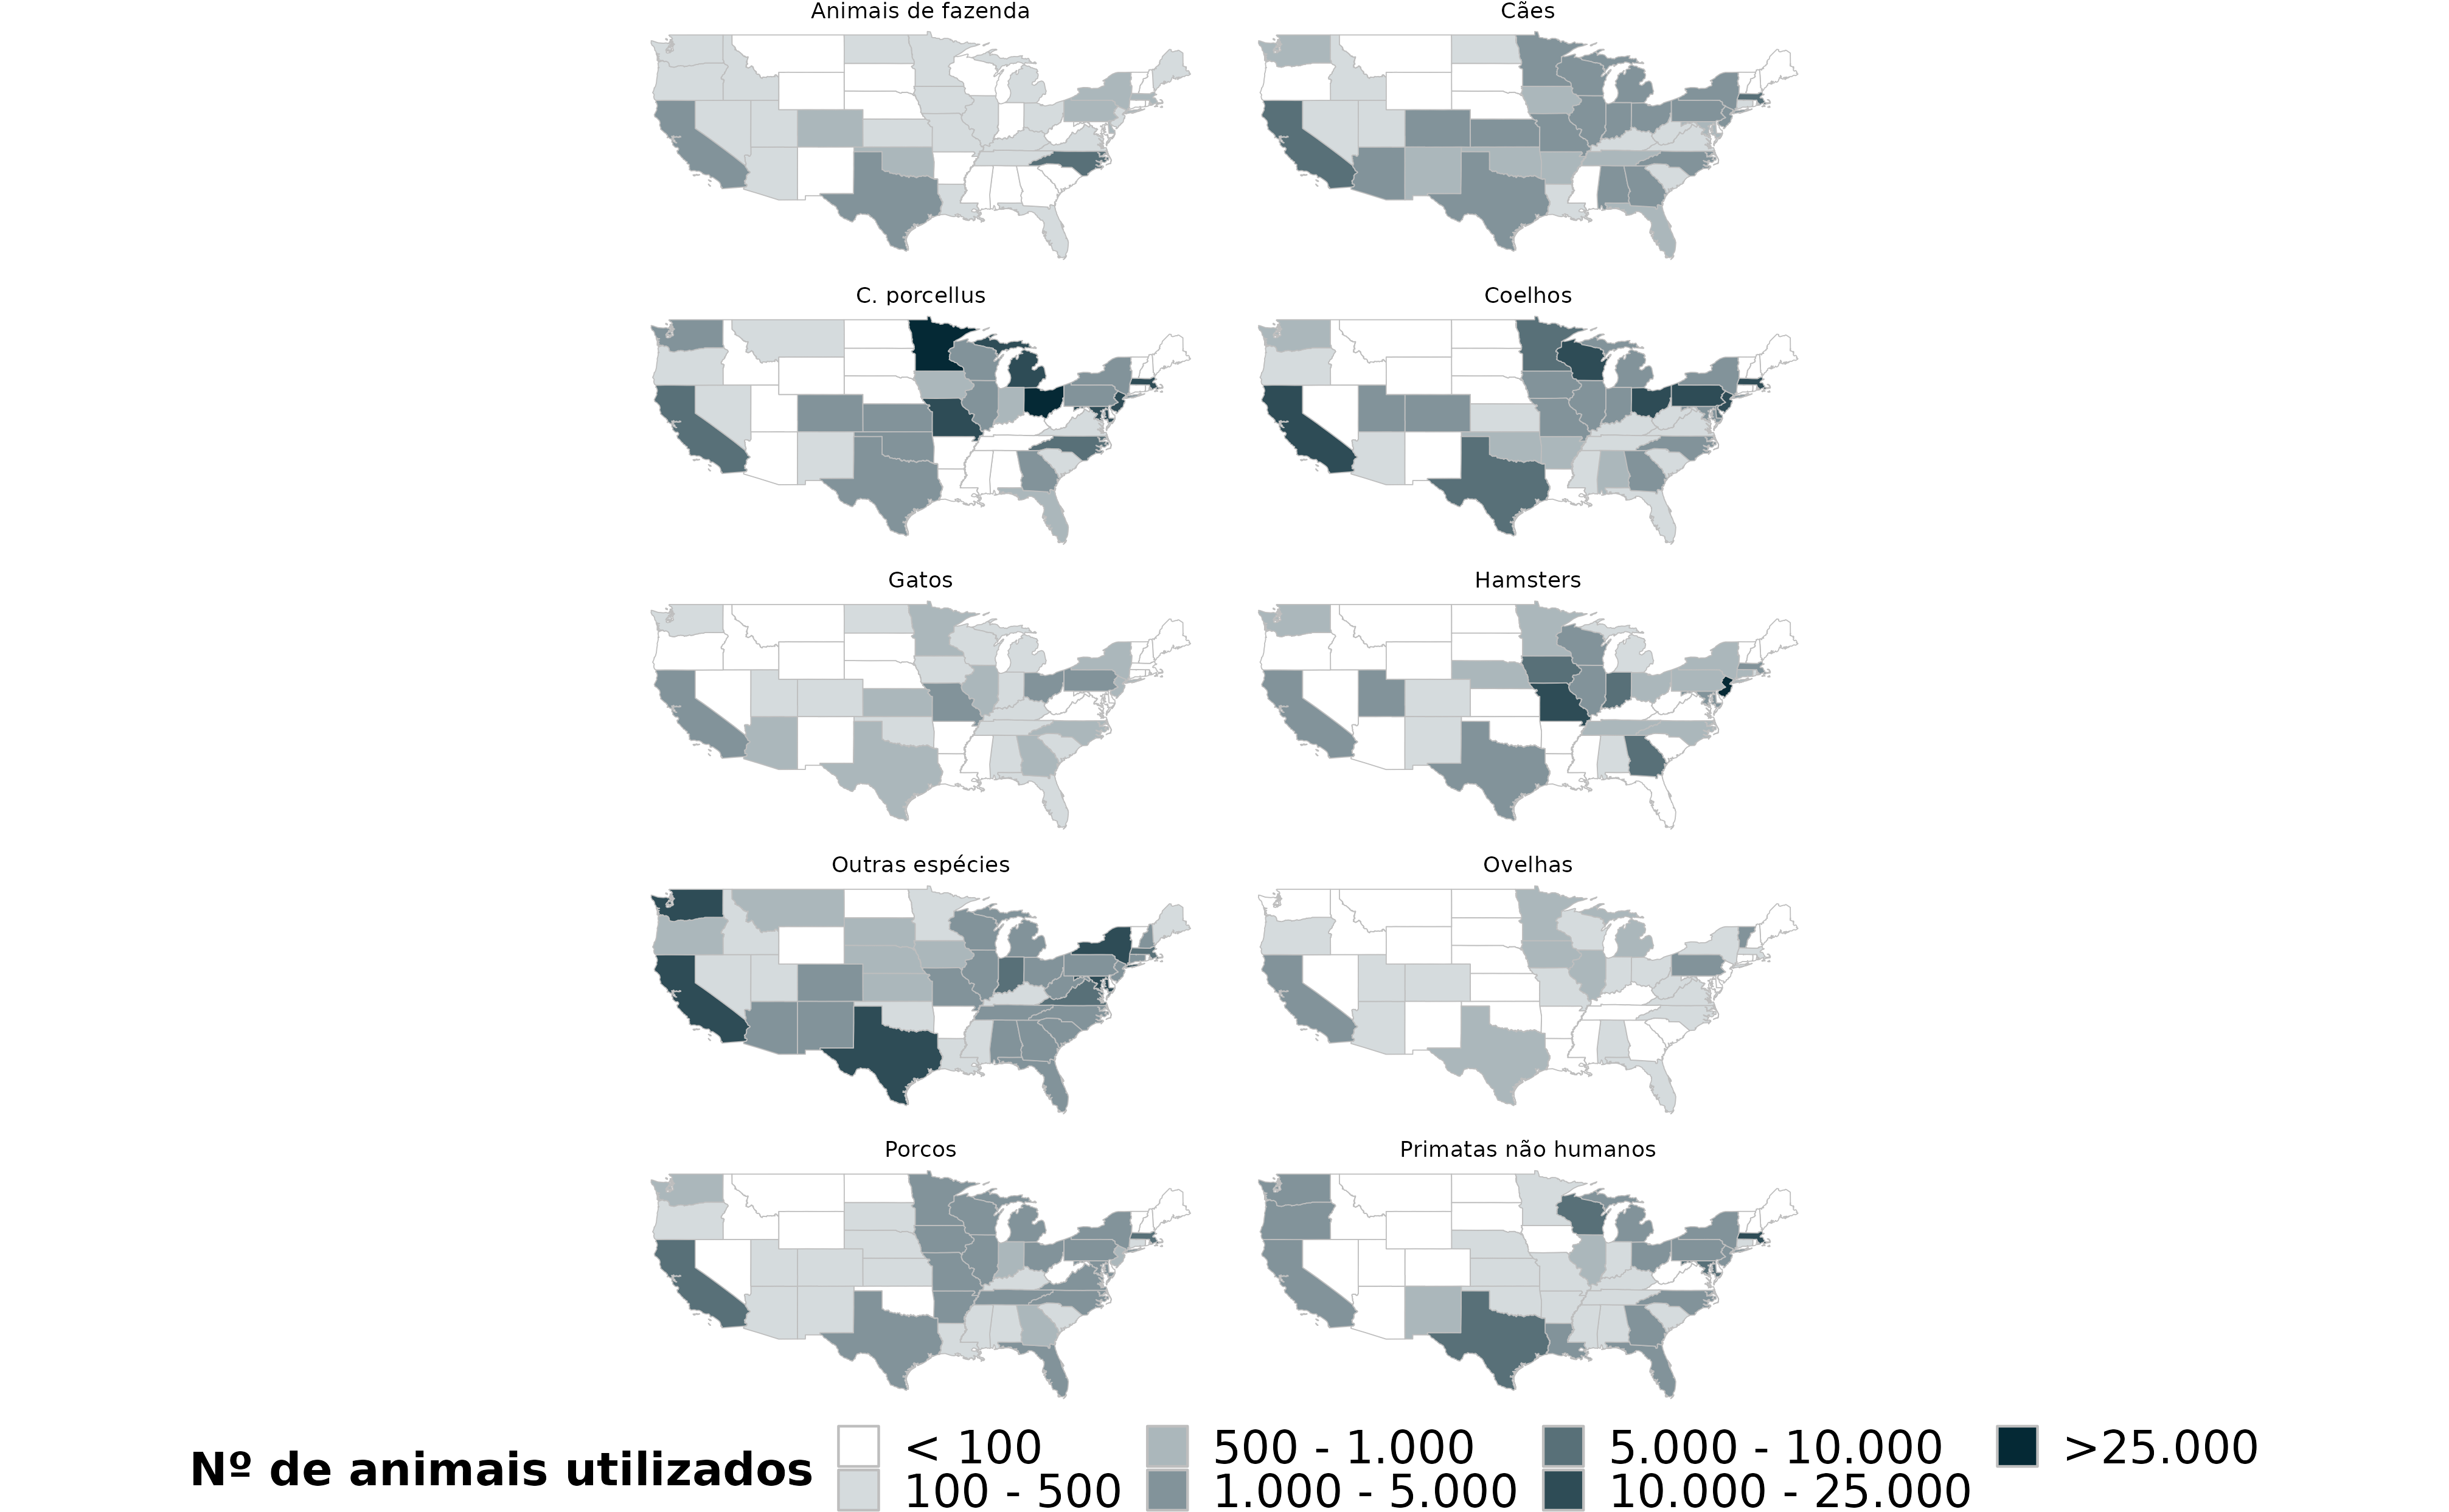 Animais de fazenda
Cães
C. porcellus
Coelhos
Gatos
Hamsters
Outras espécies
Ovelhas
Porcos
Primatas não humanos
Nº de animais utilizados
< 100
100 - 500
500 - 1.000
1.000 - 5.000
5.000 - 10.000
10.000 - 25.000
>25.000